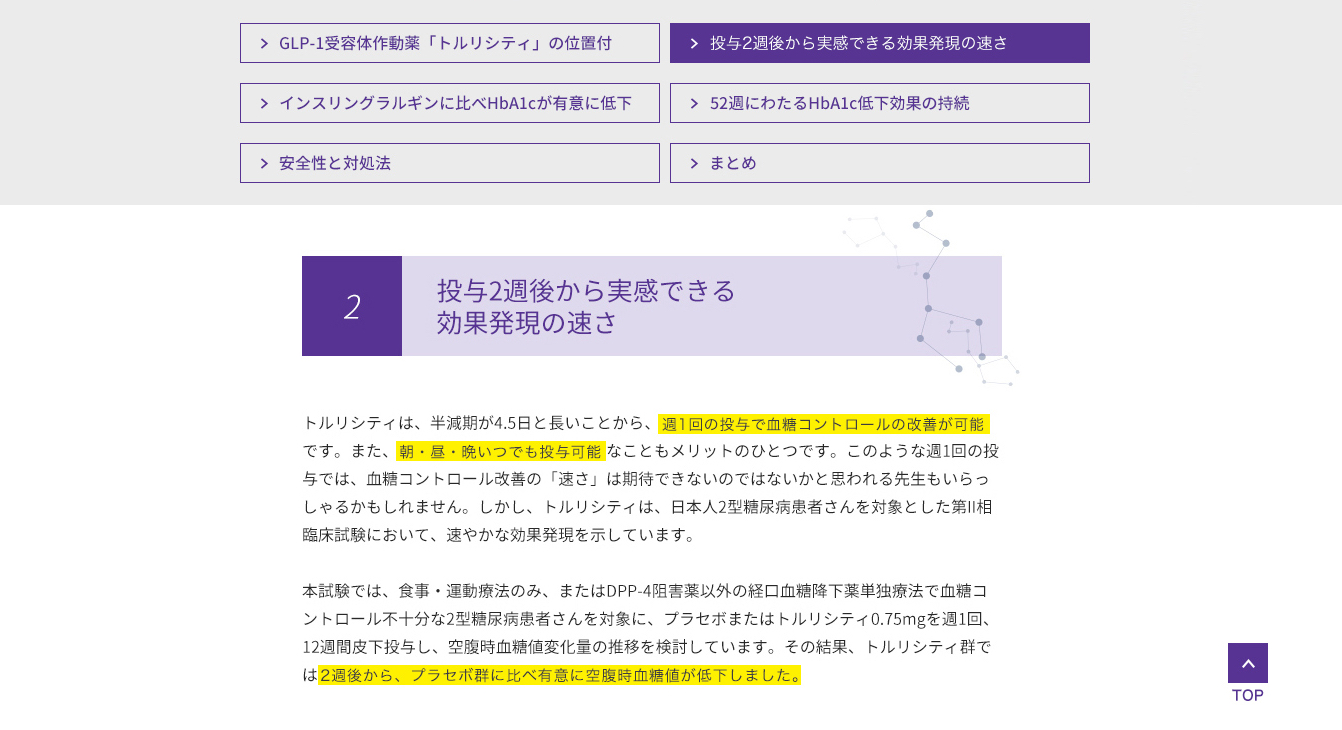 GLP-1受容体作動薬「トルリシティ」の位置付
投与2週後から実感できる効果発現の速さ
インスリングラルギンに比べHbA1cが有意に低下
52週にわたるHbA1c低下効果の持続
安全性と対処法
まとめ
2
投与2週後から実感できる
効果発現の速さ
トルリシティは、半減期が4.5日と長いことから、週1回の投与で血糖コントロールの改善が可能
です。また、朝・昼・晩いつでも投与可能なこともメリットのひとつです。このような週1回の投
与では、血糖コントロール改善の「速さ」は期待できないのではないかと思われる先生もいらっ
しゃるかもしれません。しかし、トルリシティは、日本人2型糖尿病患者さんを対象とした第II相
臨床試験において、速やかな効果発現を示しています。
本試験では、食事・運動療法のみ、またはDPP-4阻害薬以外の経口血糖降下薬単独療法で血糖コ
ントロール不十分な2型糖尿病患者さんを対象に、プラセボまたはトルリシティ0.75mgを週1回、
12週間皮下投与し、空腹時血糖値変化量の推移を検討しています。その結果、トルリシティ群で
は2週後から、プラセボ群に比べ有意に空腹時血糖値が低下しました。
TOP